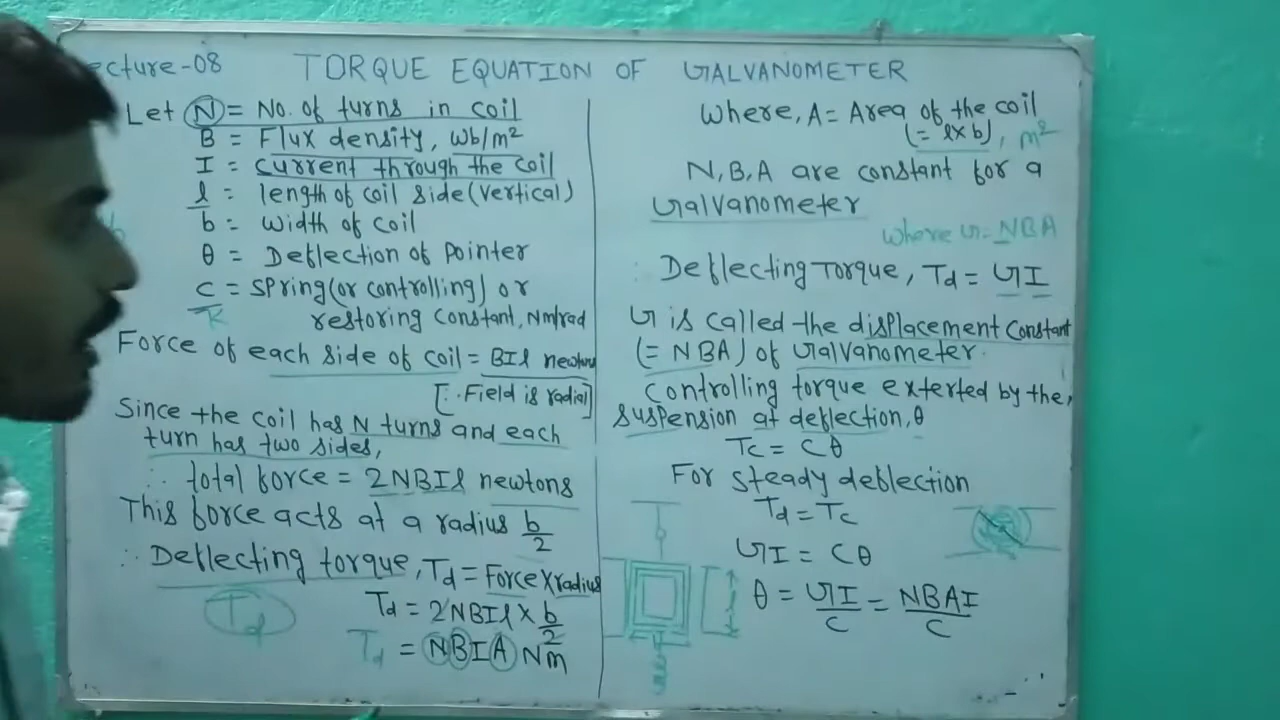 ecture-08 TORQUE EQUATION OF GALVANOMETER
Let N = No. of turns in coil
B = Flux density, wb/m²
I = Current through the coil
l = length of coil side (vertical)
b = width of coil
θ = Deflection of pointer
C = spring (or controlling) or
K
restoring constant, Nm/rad
Force of each side of coil = BIl newtons
[∵ Field is radial]
Since the coil has N turns and each
turn has two sides,
∴ total force = 2NBIl newtons
This force acts at a radius b/2
∴ Deflecting torque, Td = Force × radius
Td
Td = 2NBIl × b/2
Td = NBIA Nm
Where, A = Area of the coil
(= l×b), m²
N, B, A are constant for a
Galvanometer
where G = NBA
∴ Deflecting Torque, Td = GI
G is called the displacement constant
(= NBA) of Galvanometer.
Controlling torque exterted by the
suspension at deflection, θ
Tc = Cθ
For steady deflection
Td = Tc
GI = Cθ
θ = GI/C = NBAI/C